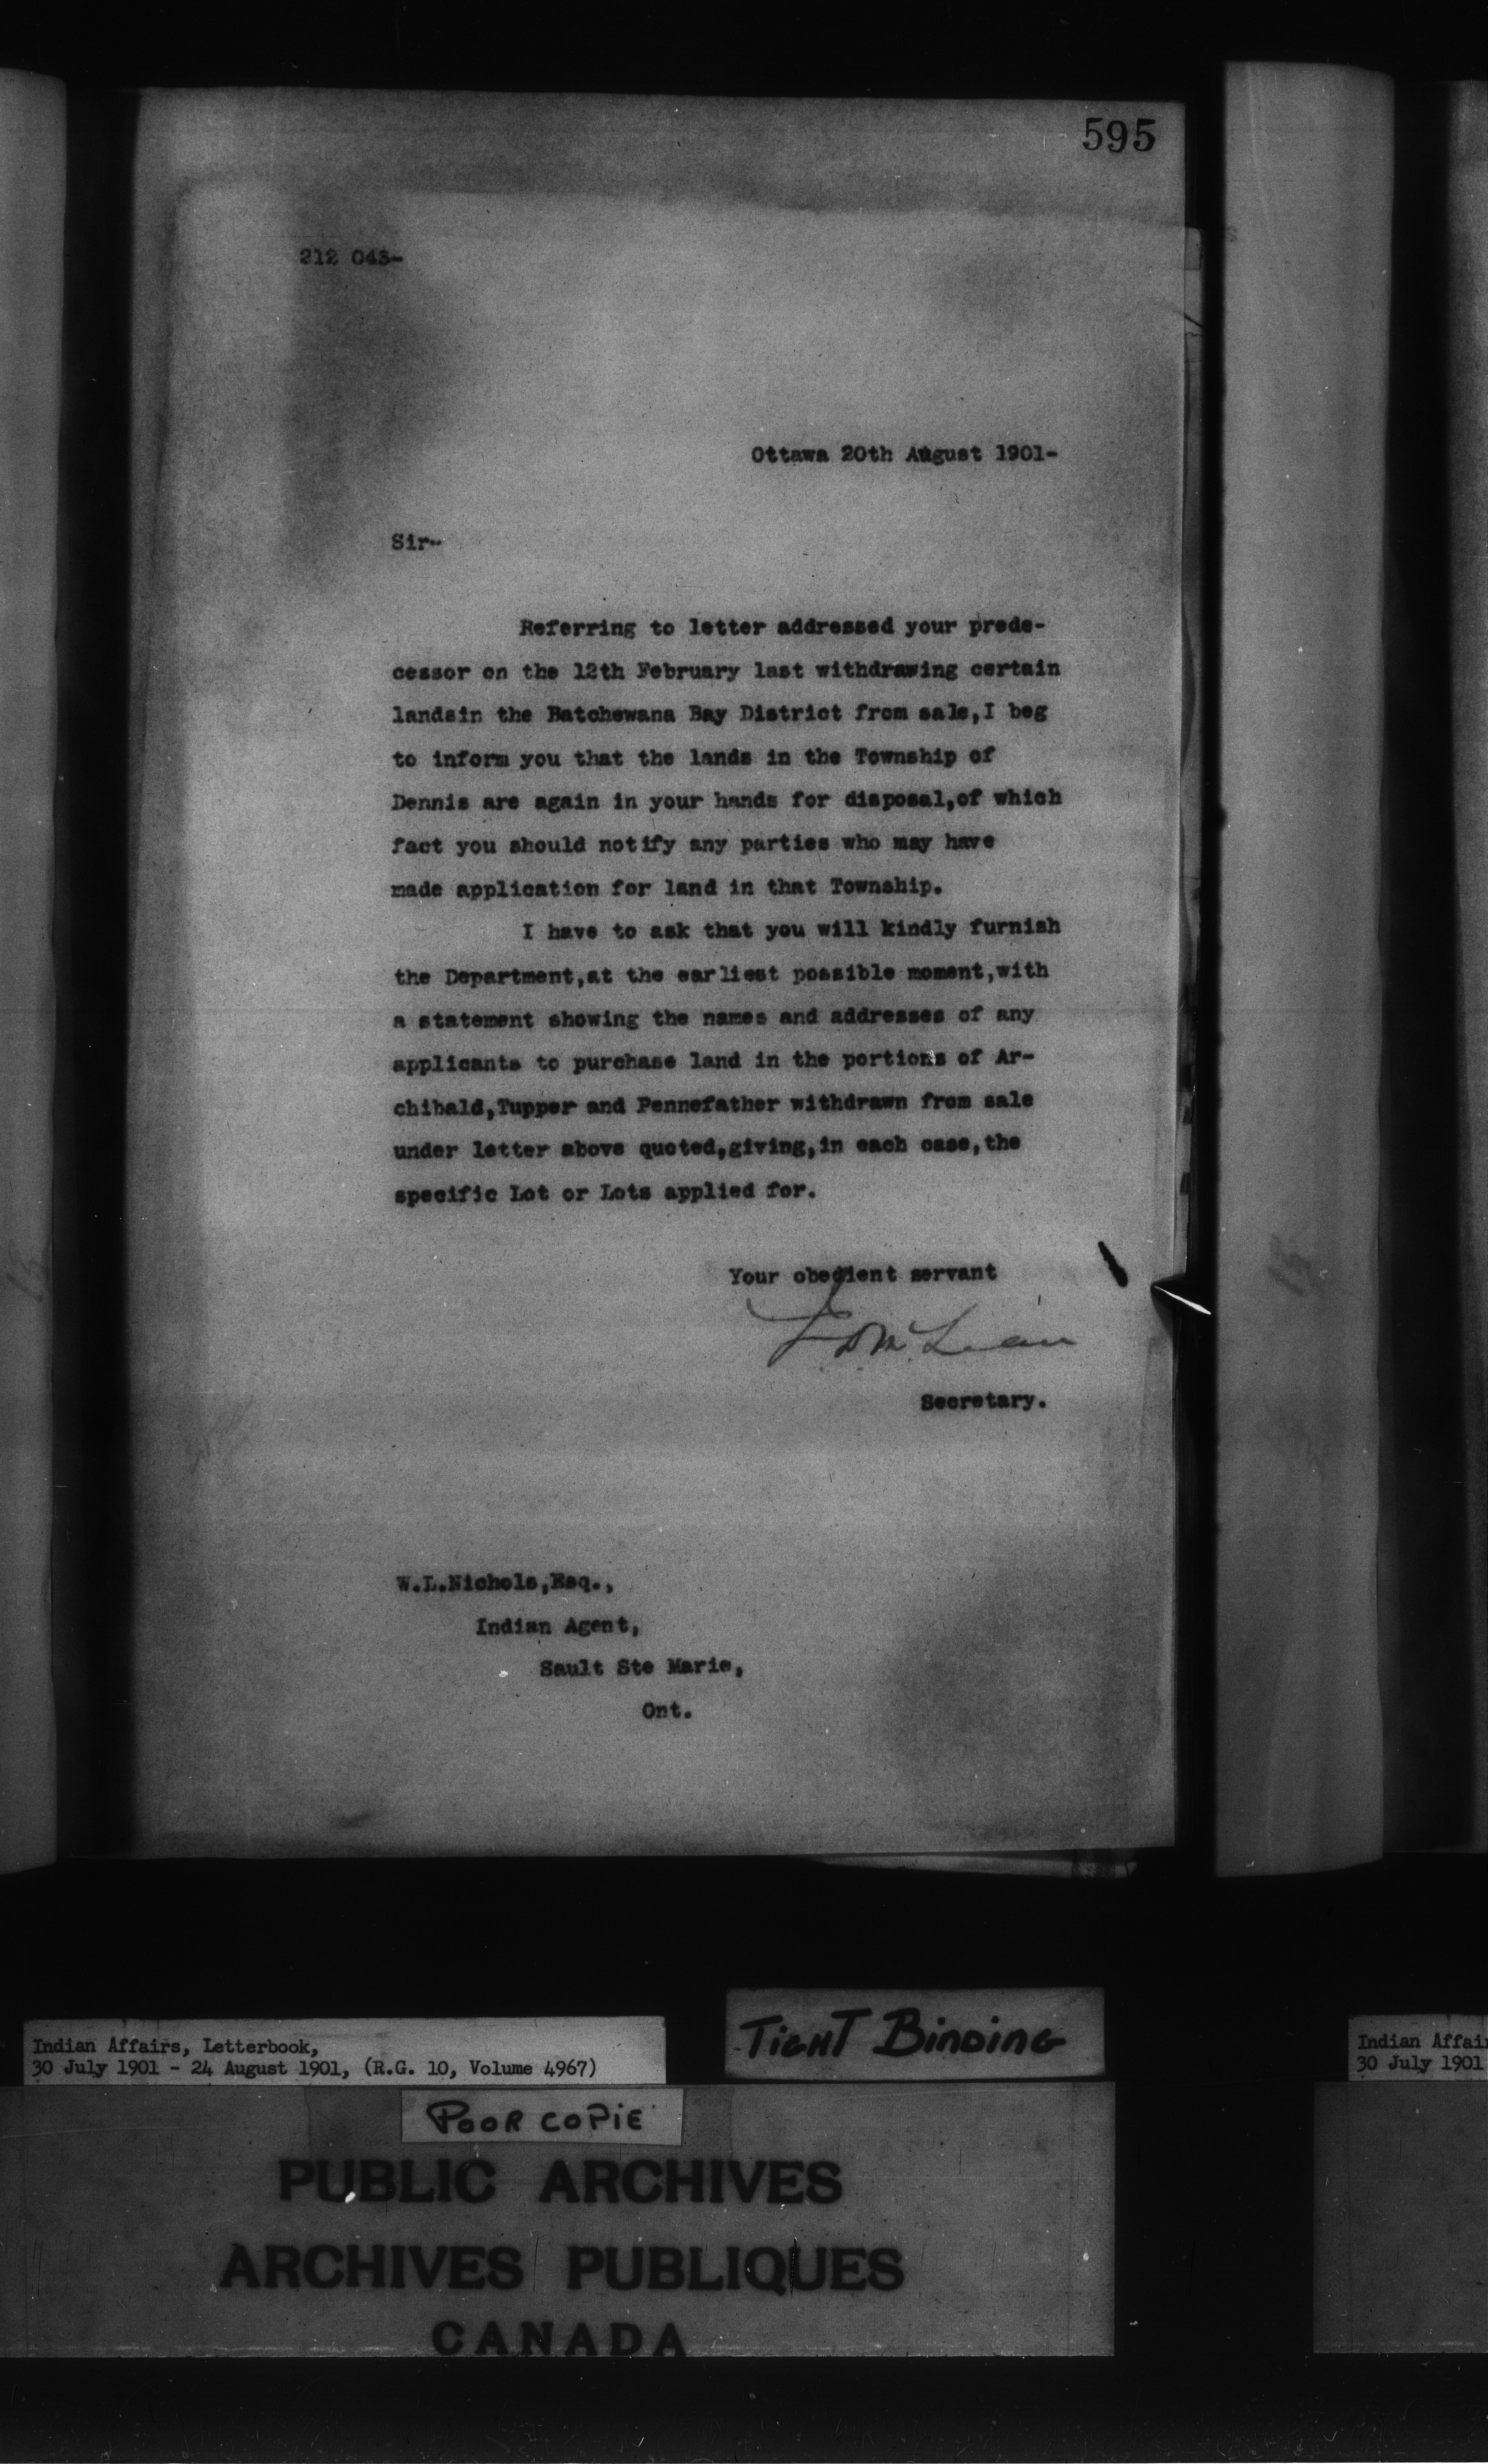 595
212 043-
Ottawa 20th August 1901-
Sir-
Referring to letter addressed your prede-
cessor on the 12th February last withdrawing certain
landsin the Batchewana Bay District from sale,I beg
to inform you that the lands in the Township of
Dennis are again in your hands for disposal,of which
fact you should notify any parties who may have
made application for land in that Township.
I have to ask that you will kindly furnish
the Department,at the earliest possible moment,with
a statement showing the names and addresses of any
applicants to purchase land in the portions of Ar-
chibald,Tupper and Pennefather withdrawn from sale
under letter above quoted,giving,in each case,the
specific Lot or Lots applied for.
Your obedient servant
J D McLean
Secretary.
W.L.Nichols,Esq.,
Indian Agent,
Sault Ste Marie,
Ont.
TIGHT BINDING
Indian Affairs, Letterbook,
30 July 1901 - 24 August 1901, (R.G. 10, Volume 4967)
Indian Affair
30 July 1901
POOR COPIE
PUBLIC ARCHIVES
ARCHIVES PUBLIQUES
CANADA